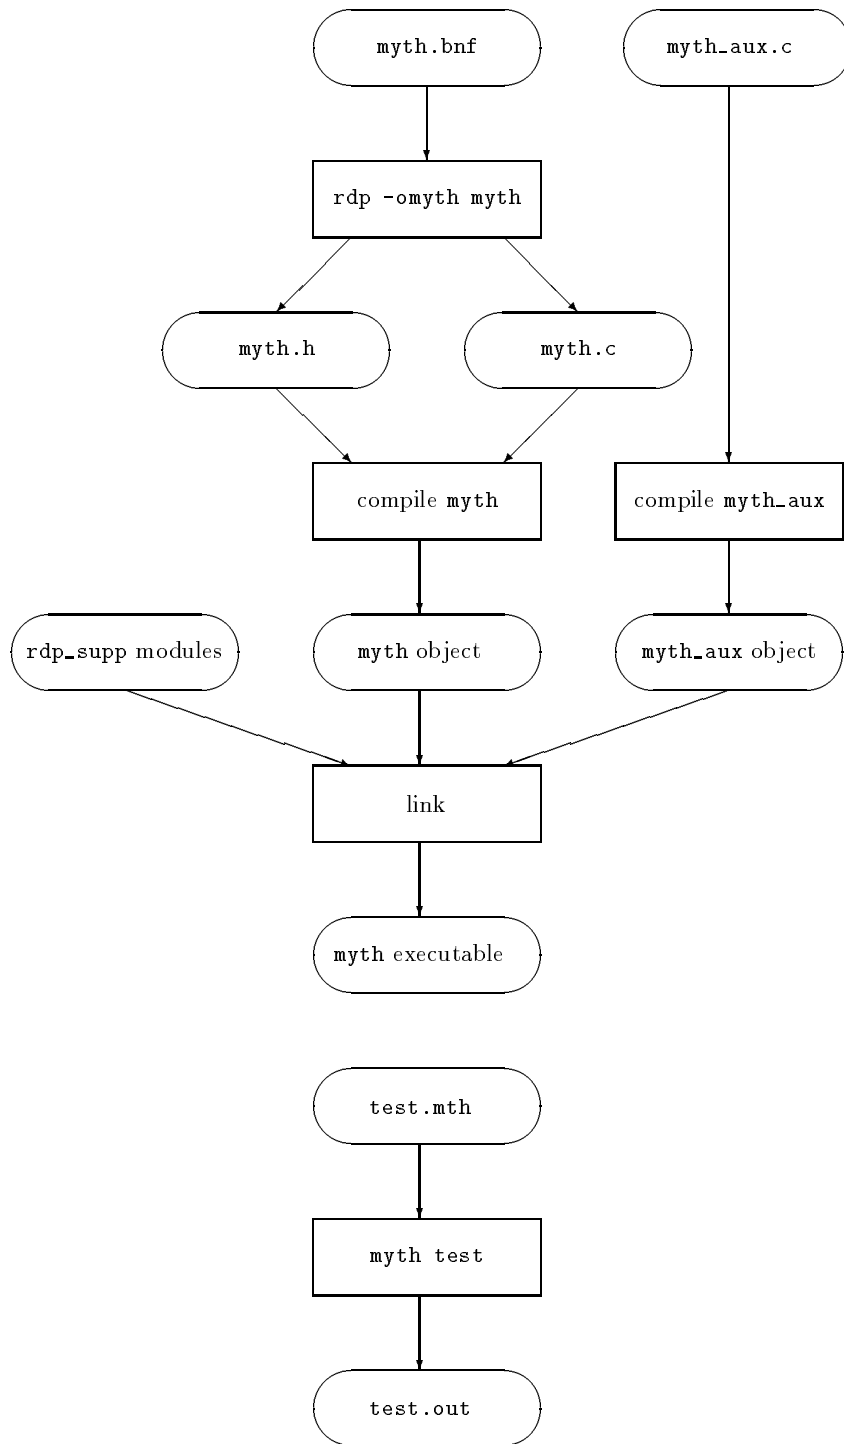 myth.bnf
myth_aux.c
rdp -omyth myth
myth.h
myth.c
compile myth
compile myth_aux
rdp_supp modules
myth object
myth_aux object
link
myth executable
test.mth
myth test
test.out